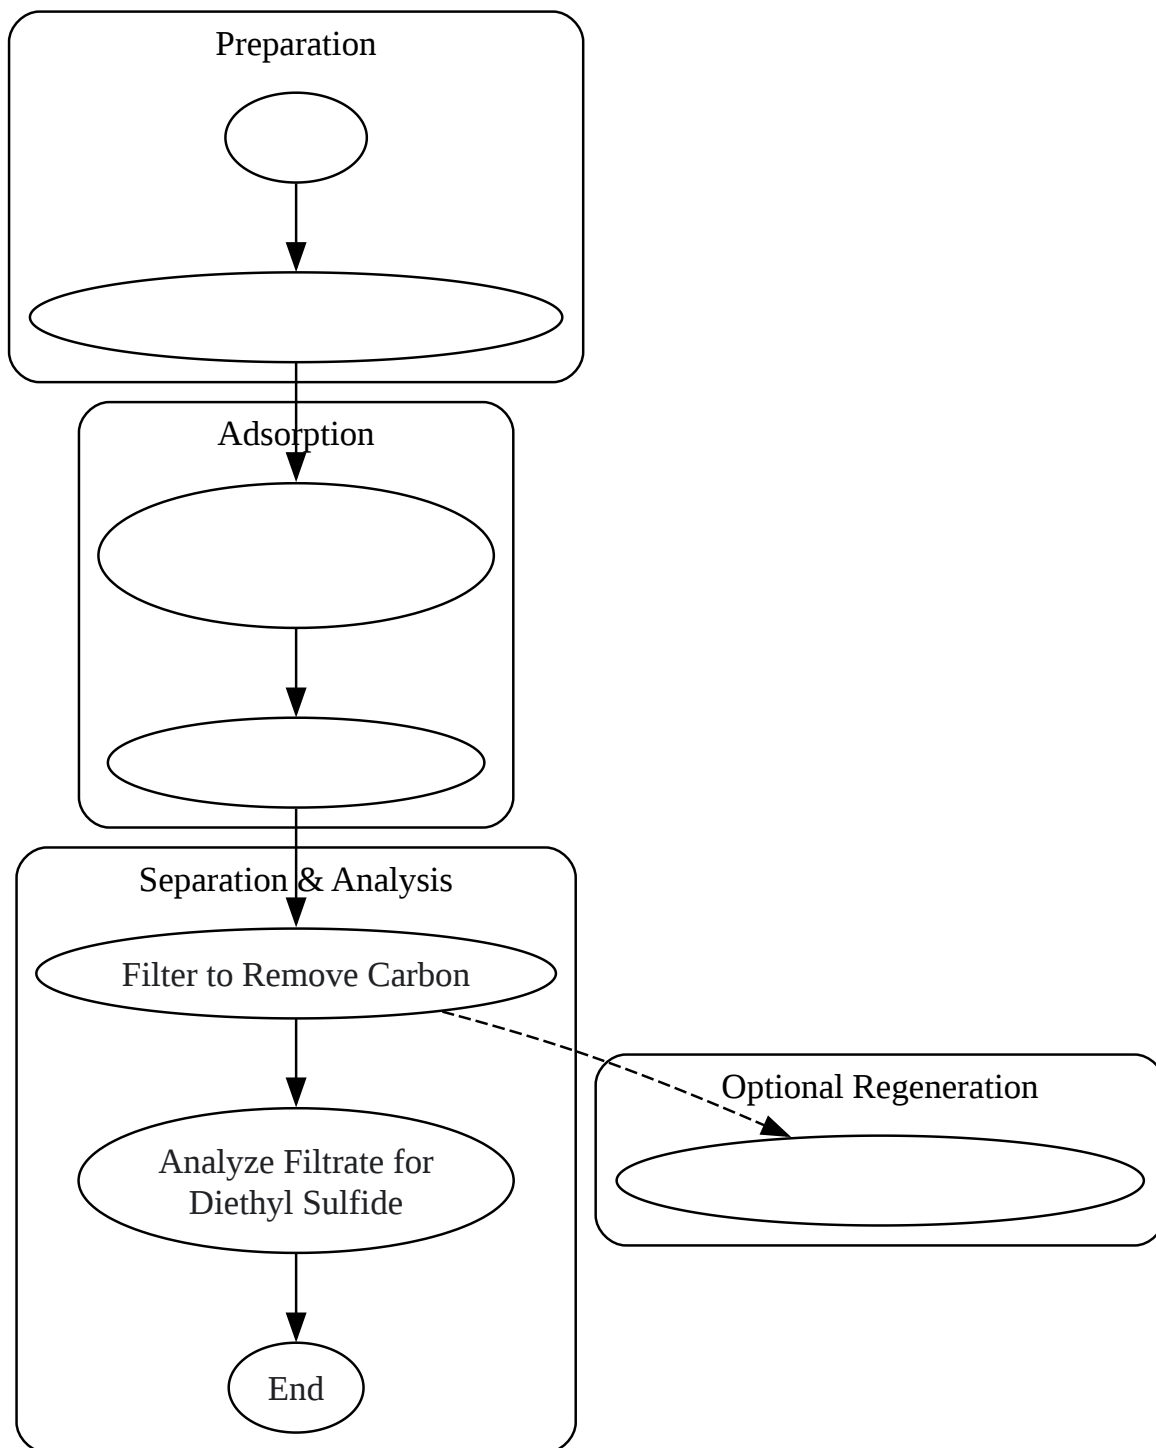 Preparation
Adsorption
Separation & Analysis
Filter to Remove Carbon
Optional Regeneration
Analyze Filtrate for
Diethyl Sulfide
End